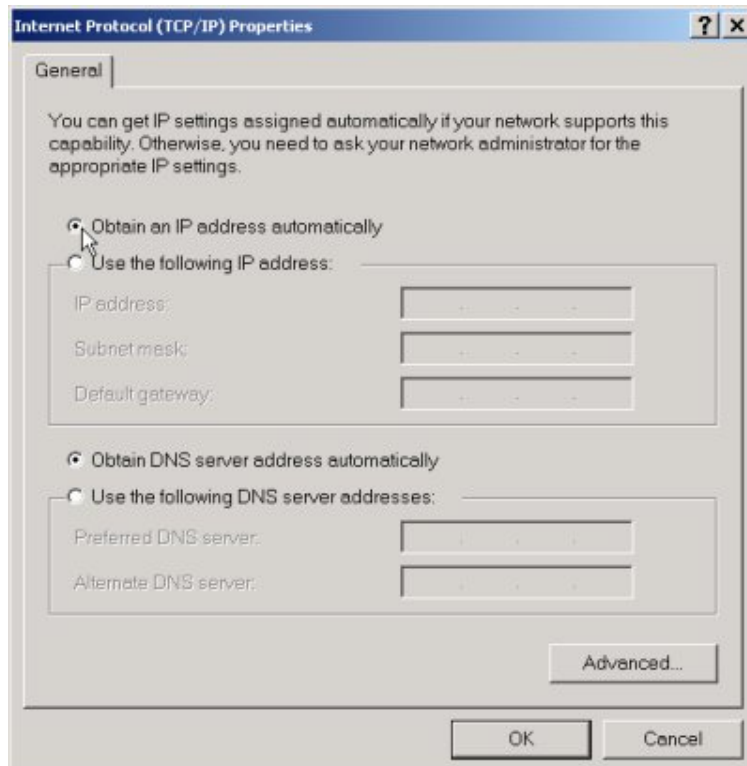 Internet Protocol (TCP/IP) Properties
General
You can get IP settings assigned automatically if your network supports this
capability. Otherwise, you need to ask your network administrator for the
appropriate IP settings.
Obtain an IP address automatically
Use the following IP address:
IP address:
Subnet mask:
Default gateway:
Obtain DNS server address automatically
Use the following DNS server addresses:
Preferred DNS server:
Alternate DNS server:
Advanced...
OK Cancel